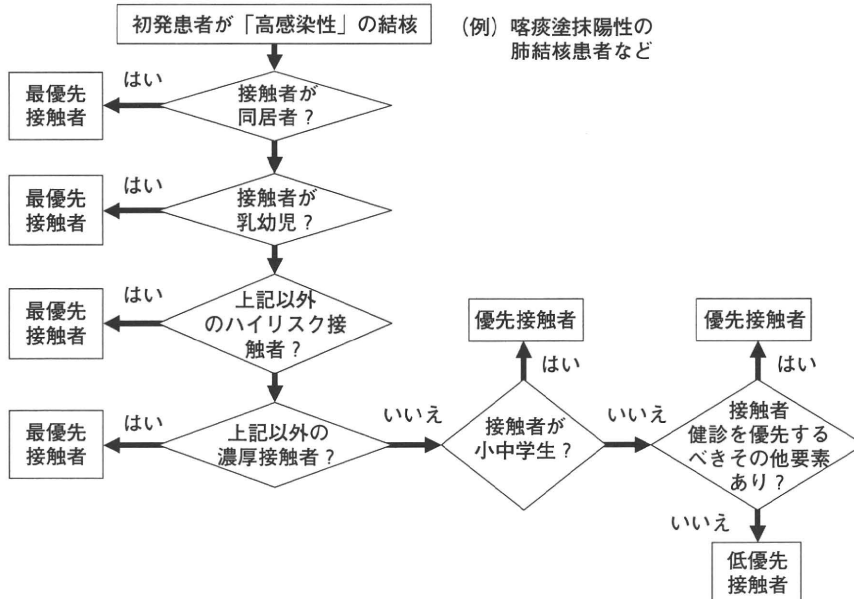 初発患者が「高感染性」の結核
（例）喀痰塗抹陽性の
肺結核患者など
はい
最優先
接触者
接触者が
同居者？
はい
最優先
接触者
接触者が
乳幼児？
はい
最優先
接触者
上記以外
のハイリスク接
触者？
優先接触者
優先接触者
はい
はい
はい
最優先
接触者
上記以外の
濃厚接触者？
いいえ
接触者が
小中学生？
いいえ
接触者
健診を優先する
べきその他要素
あり？
いいえ
低優先
接触者